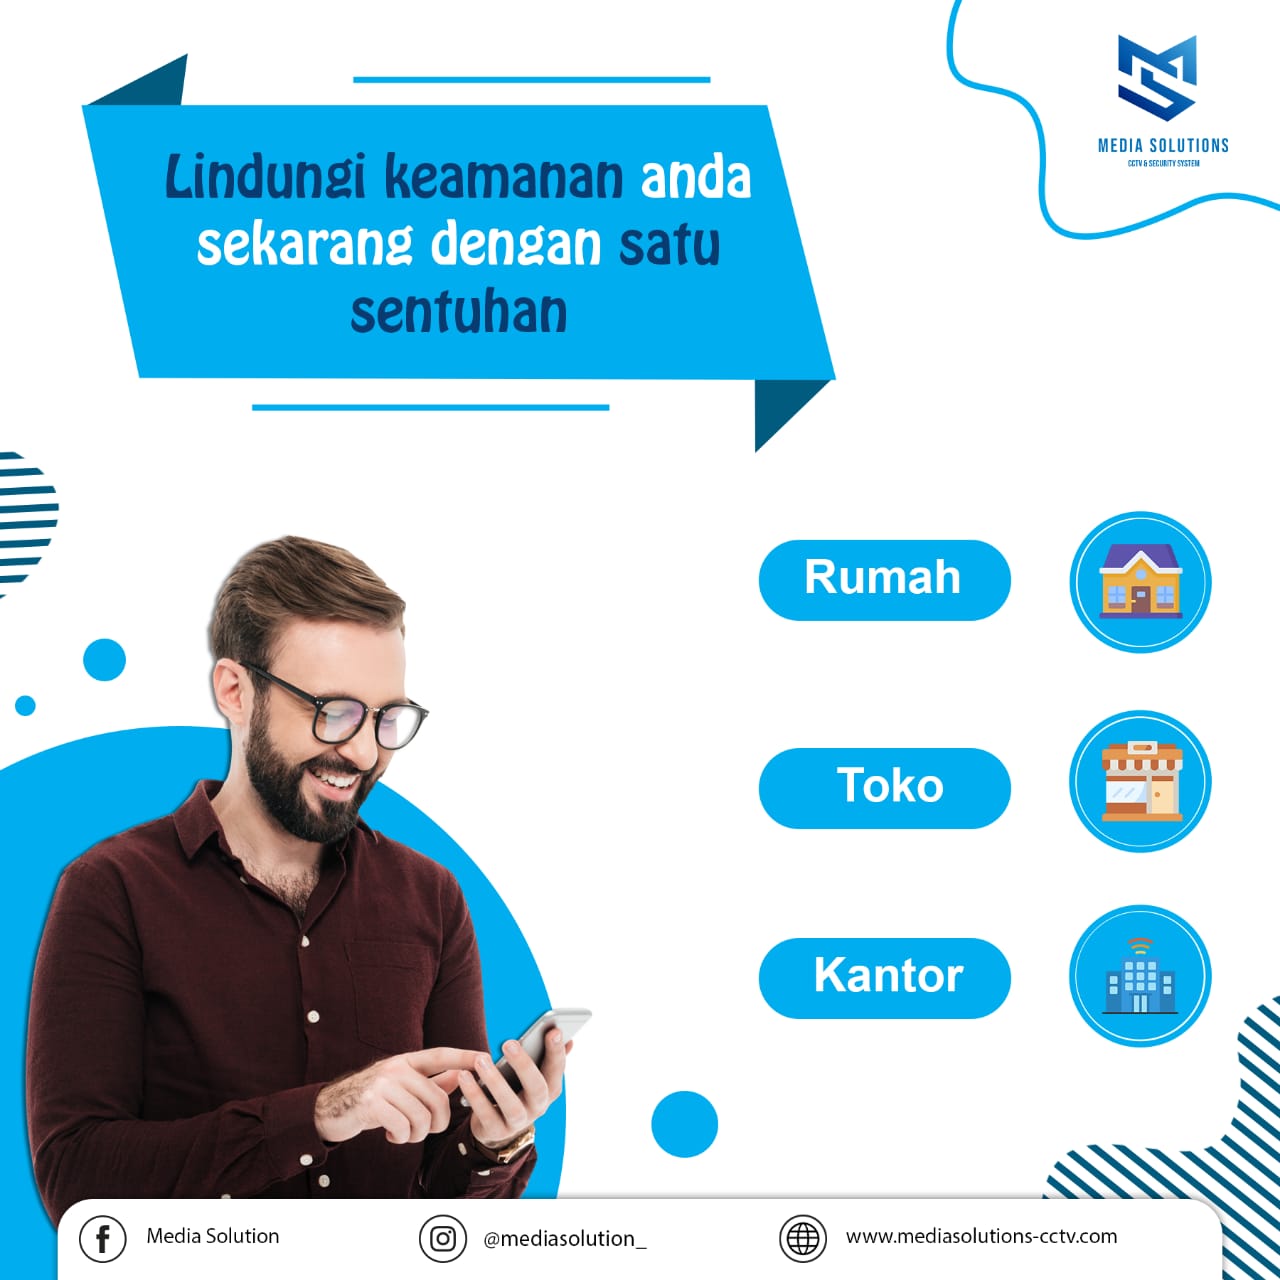 MEDIA SOLUTIONS
CCTV & SECURITY SYSTEM
Lindungi keamanan anda
sekarang dengan satu
sentuhan
Rumah
Toko
Kantor
Media Solution
@mediasolution_
www.mediasolutions-cctv.com